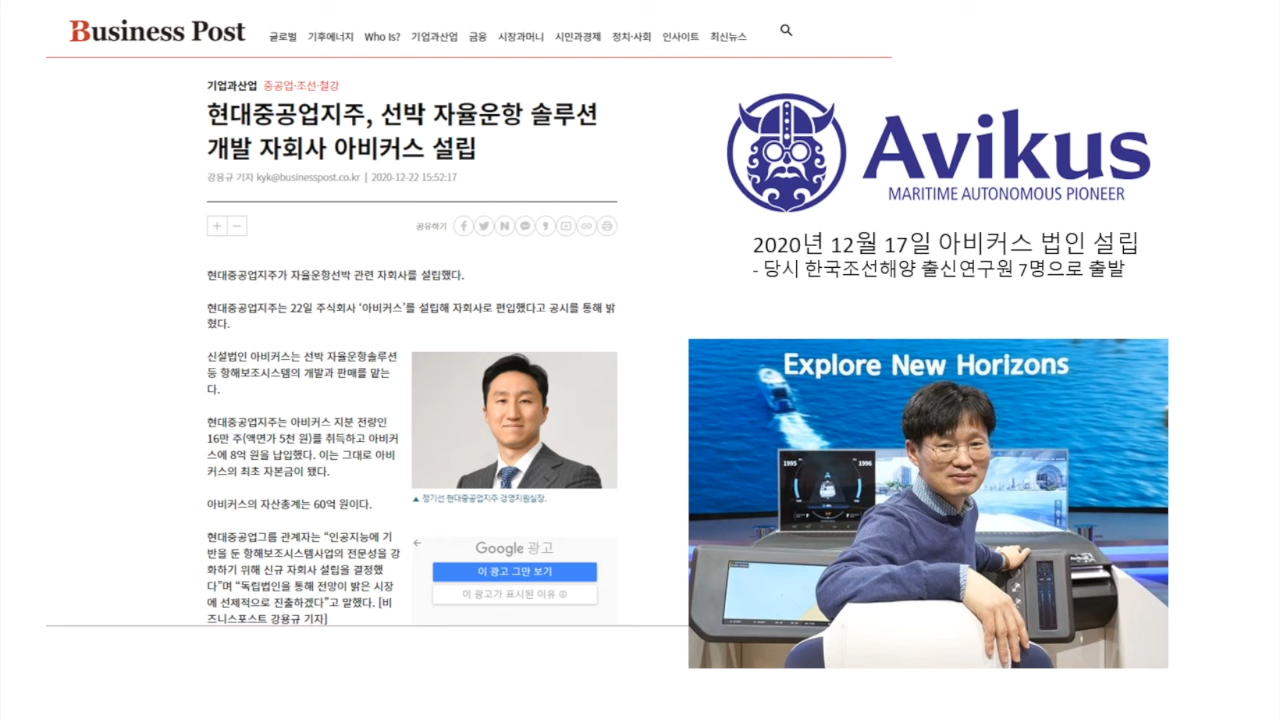 Business Post
글로벌 기후에너지 Who Is? 기업과산업 금융 시장과머니 시민과경제 정치·사회 인사이트 최신뉴스
기업과산업 중공업·조선·철강
현대중공업지주, 선박 자율운항 솔루션
개발 자회사 아비커스 설립
강용규 기자 kyk@businesspost.co.kr | 2020-12-22 15:52:17
+ −
공유하기
현대중공업지주가 자율운항선박 관련 자회사를 설립했다.
현대중공업지주는 22일 주식회사 ‘아비커스’를 설립해 자회사로 편입했다고 공시를 통해 밝
혔다.
신설법인 아비커스는 선박 자율운항솔루션
등 항해보조시스템의 개발과 판매를 맡는
다.
현대중공업지주는 아비커스 지분 전량인
16만 주(액면가 5천 원)를 취득하고 아비커
스에 8억 원을 납입했다. 이는 그대로 아비
커스의 최초 자본금이 됐다.
아비커스의 자산총계는 60억 원이다.
현대중공업그룹 관계자는 “인공지능에 기
반을 둔 항해보조시스템사업의 전문성을 강
화하기 위해 신규 자회사 설립을 결정했
다”며 “독립법인을 통해 전망이 밝은 시장
에 선제적으로 진출하겠다”고 말했다. [비
즈니스포스트 강용규 기자]
▲ 정기선 현대중공업지주 경영지원실장.
Google 광고
이 광고 그만 보기
이 광고가 표시된 이유 ⓘ
Avikus
MARITIME AUTONOMOUS PIONEER
2020년 12월 17일 아비커스 법인 설립
- 당시 한국조선해양 출신연구원 7명으로 출발
Explore New Horizons
1995 1996